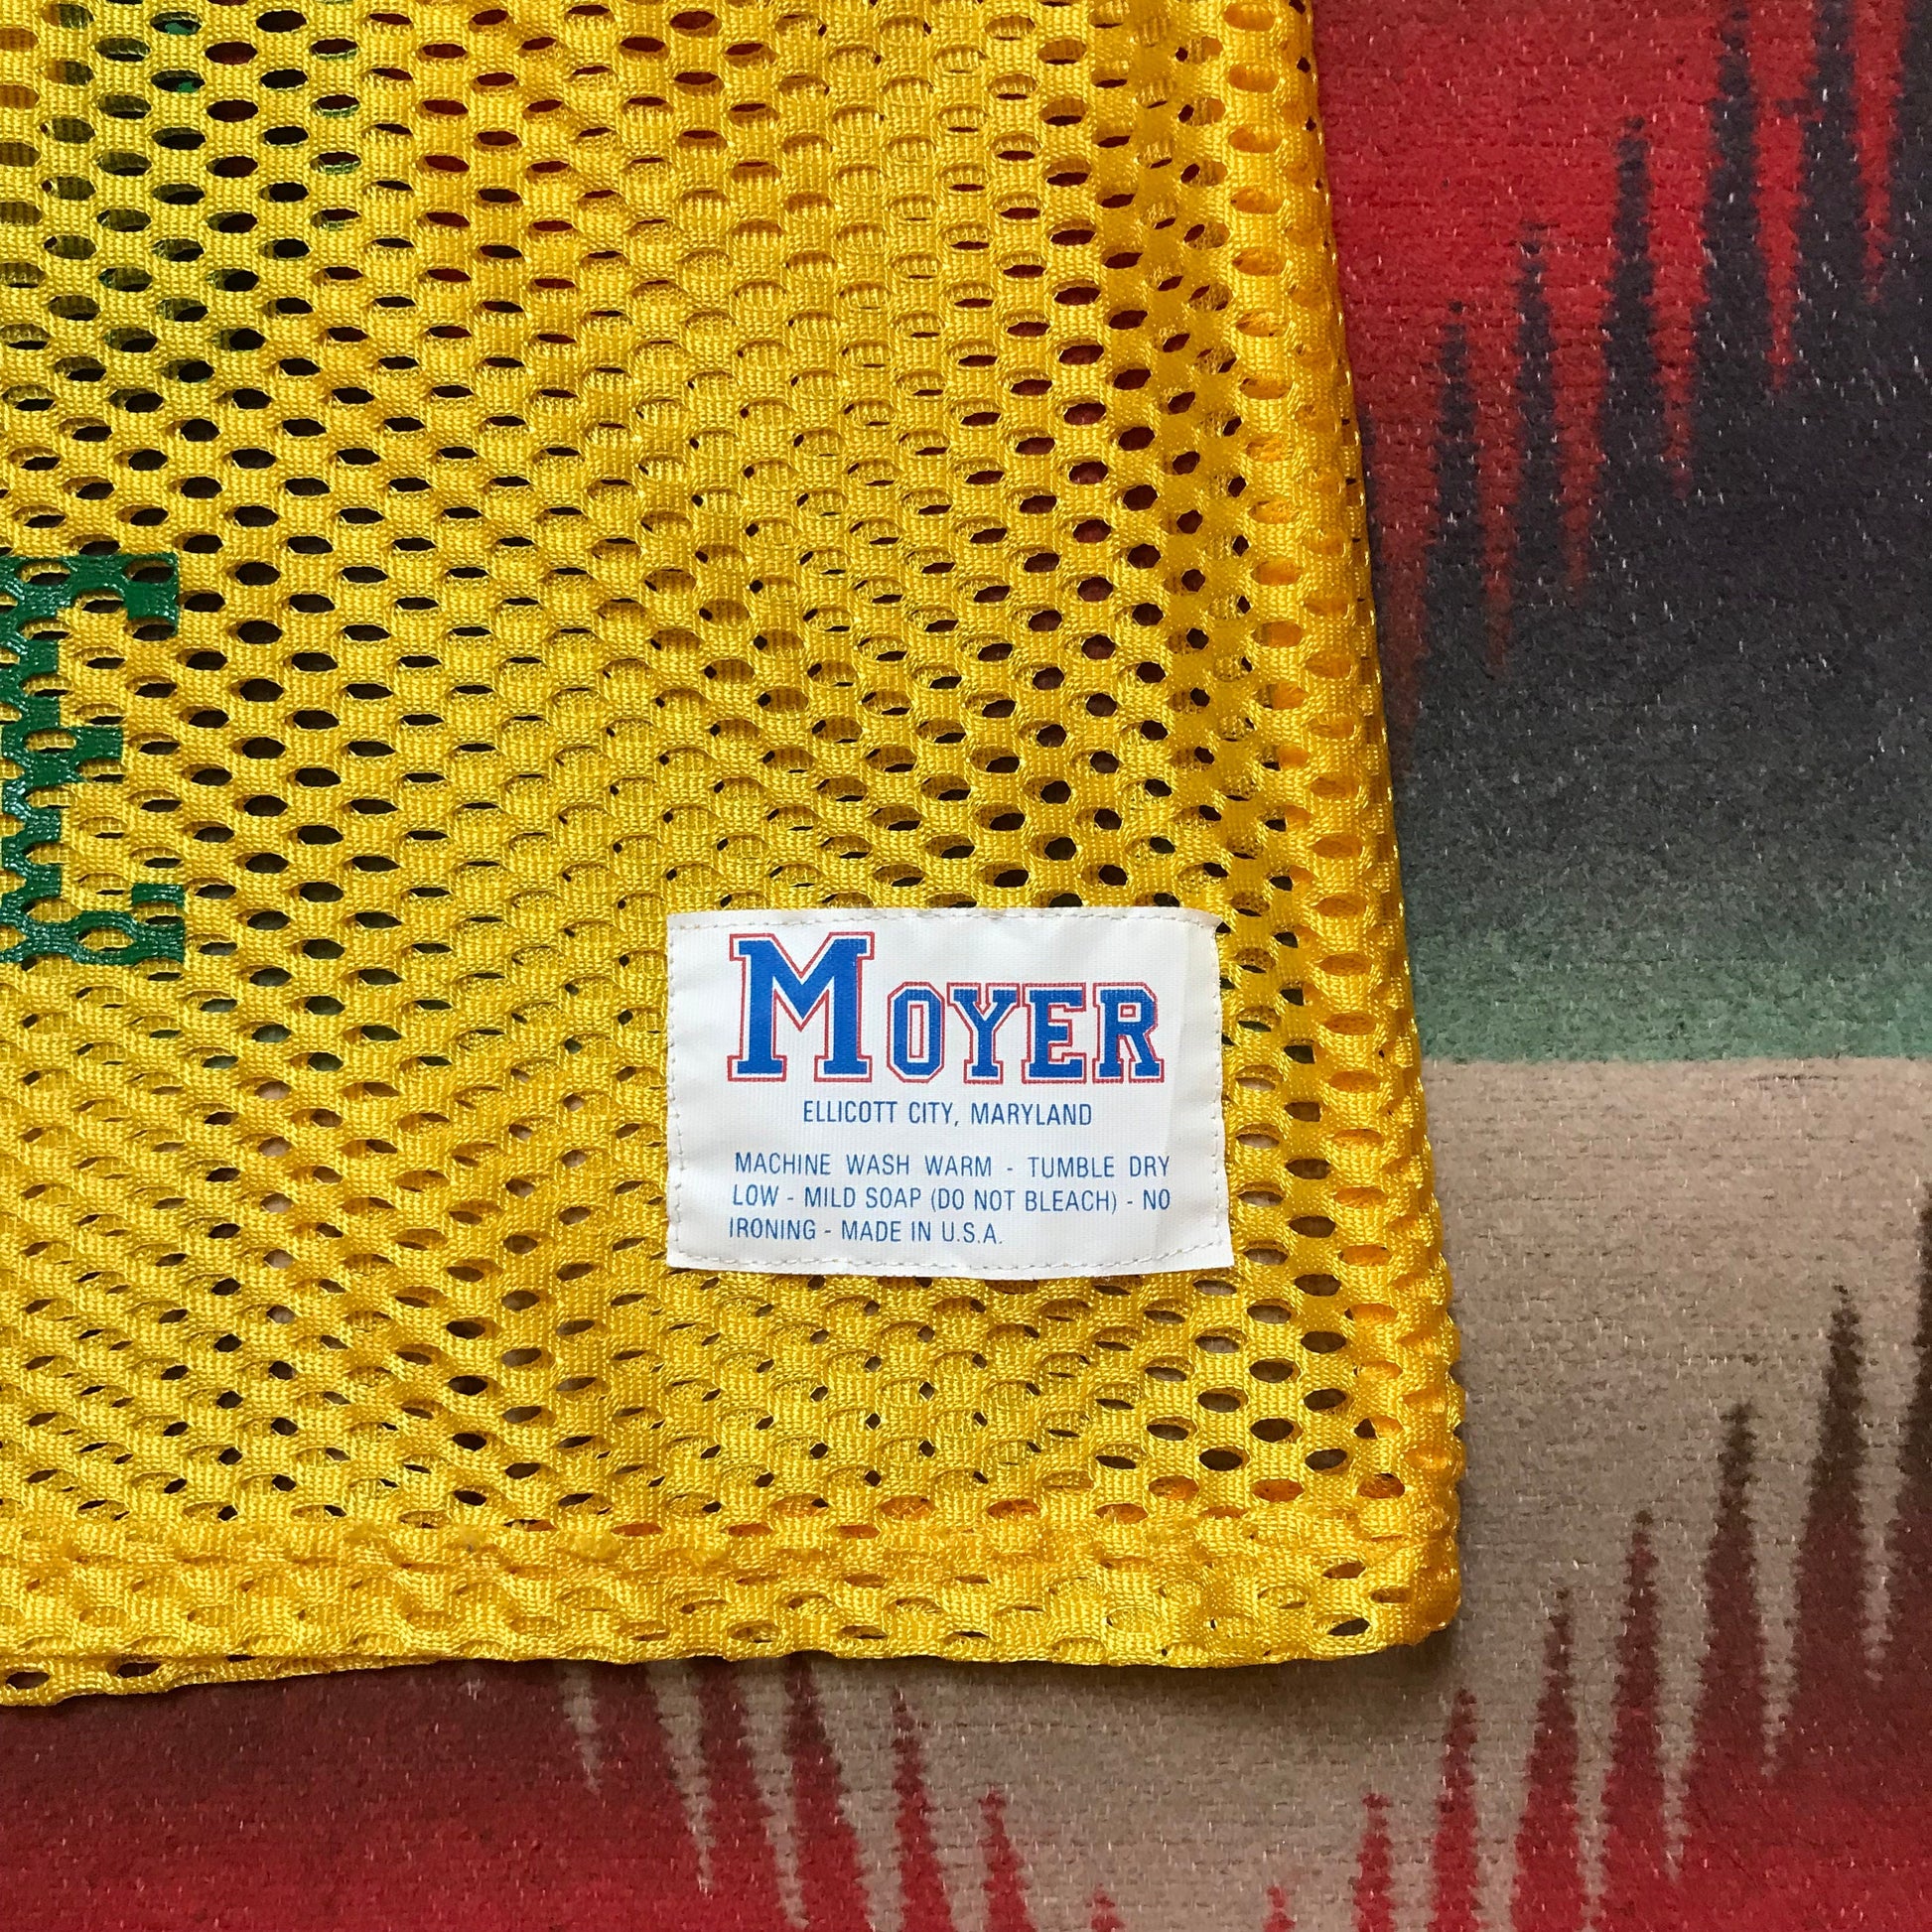 MOYER
ELLICOTT CITY, MARYLAND
MACHINE WASH WARM - TUMBLE DRY
LOW - MILD SOAP (DO NOT BLEACH) - NO
IRONING - MADE IN U.S.A.